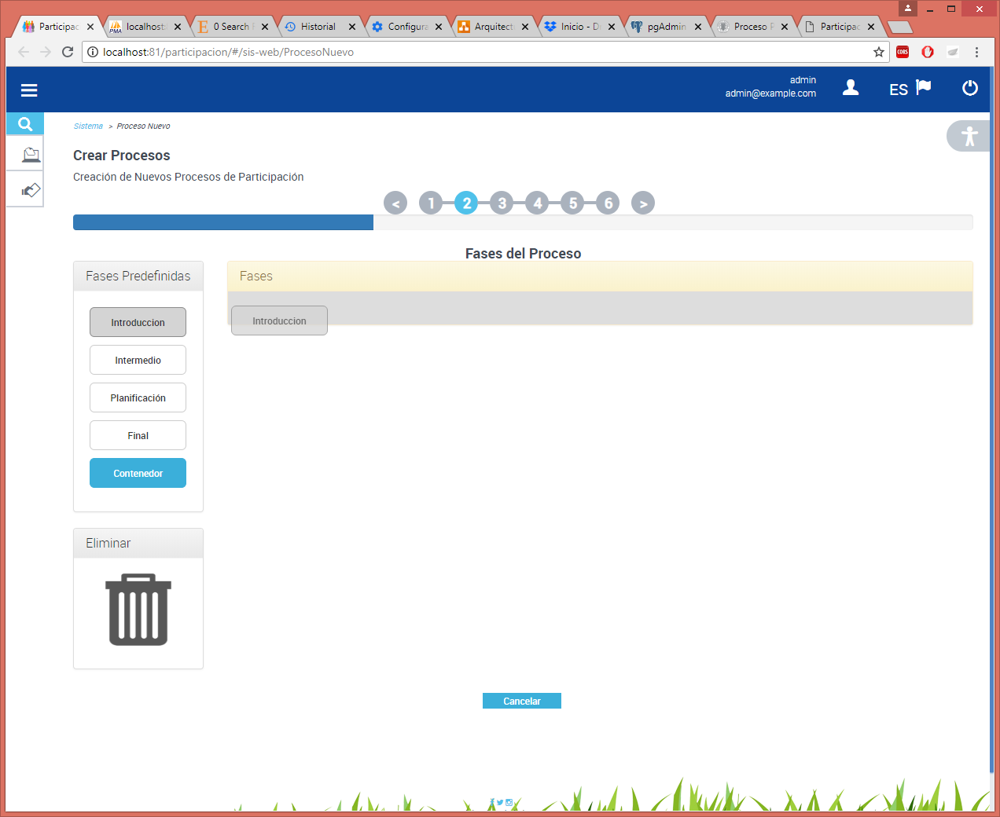 Participac
localhost:
PMA
0 Search
Historial
Configura
Arquitect
Inicio - D
pgAdmin
Proceso P
Participac
localhost:81/participacion/#/sis-web/ProcesoNuevo
CORS
admin
admin@example.com
ES
Sistema > Proceso Nuevo
Crear Procesos
Creación de Nuevos Procesos de Participación
< 1 2 3 4 5 6 >
Fases del Proceso
Fases Predefinidas
Introduccion
Intermedio
Planificación
Final
Contenedor
Fases
Introduccion
Eliminar
Cancelar